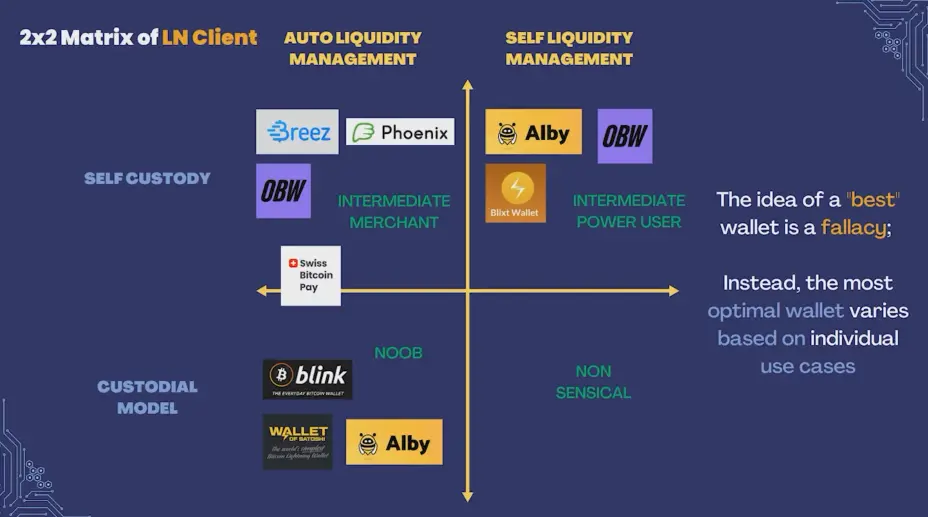 2x2 Matrix of LN Client
AUTO LIQUIDITY
MANAGEMENT
SELF LIQUIDITY
MANAGEMENT
SELF CUSTODY
Breez
Phoenix
OBW
INTERMEDIATE
MERCHANT
Alby
OBW
Blixt Wallet
INTERMEDIATE
POWER USER
Swiss
Bitcoin
Pay
CUSTODIAL
MODEL
NOOB
blink
THE EVERYDAY BITCOIN WALLET
WALLET
OF SATOSHI
The world's simplest
Bitcoin Lightning Wallet
Alby
NON
SENSICAL
The idea of a "best"
wallet is a fallacy;
Instead, the most
optimal wallet varies
based on individual
use cases